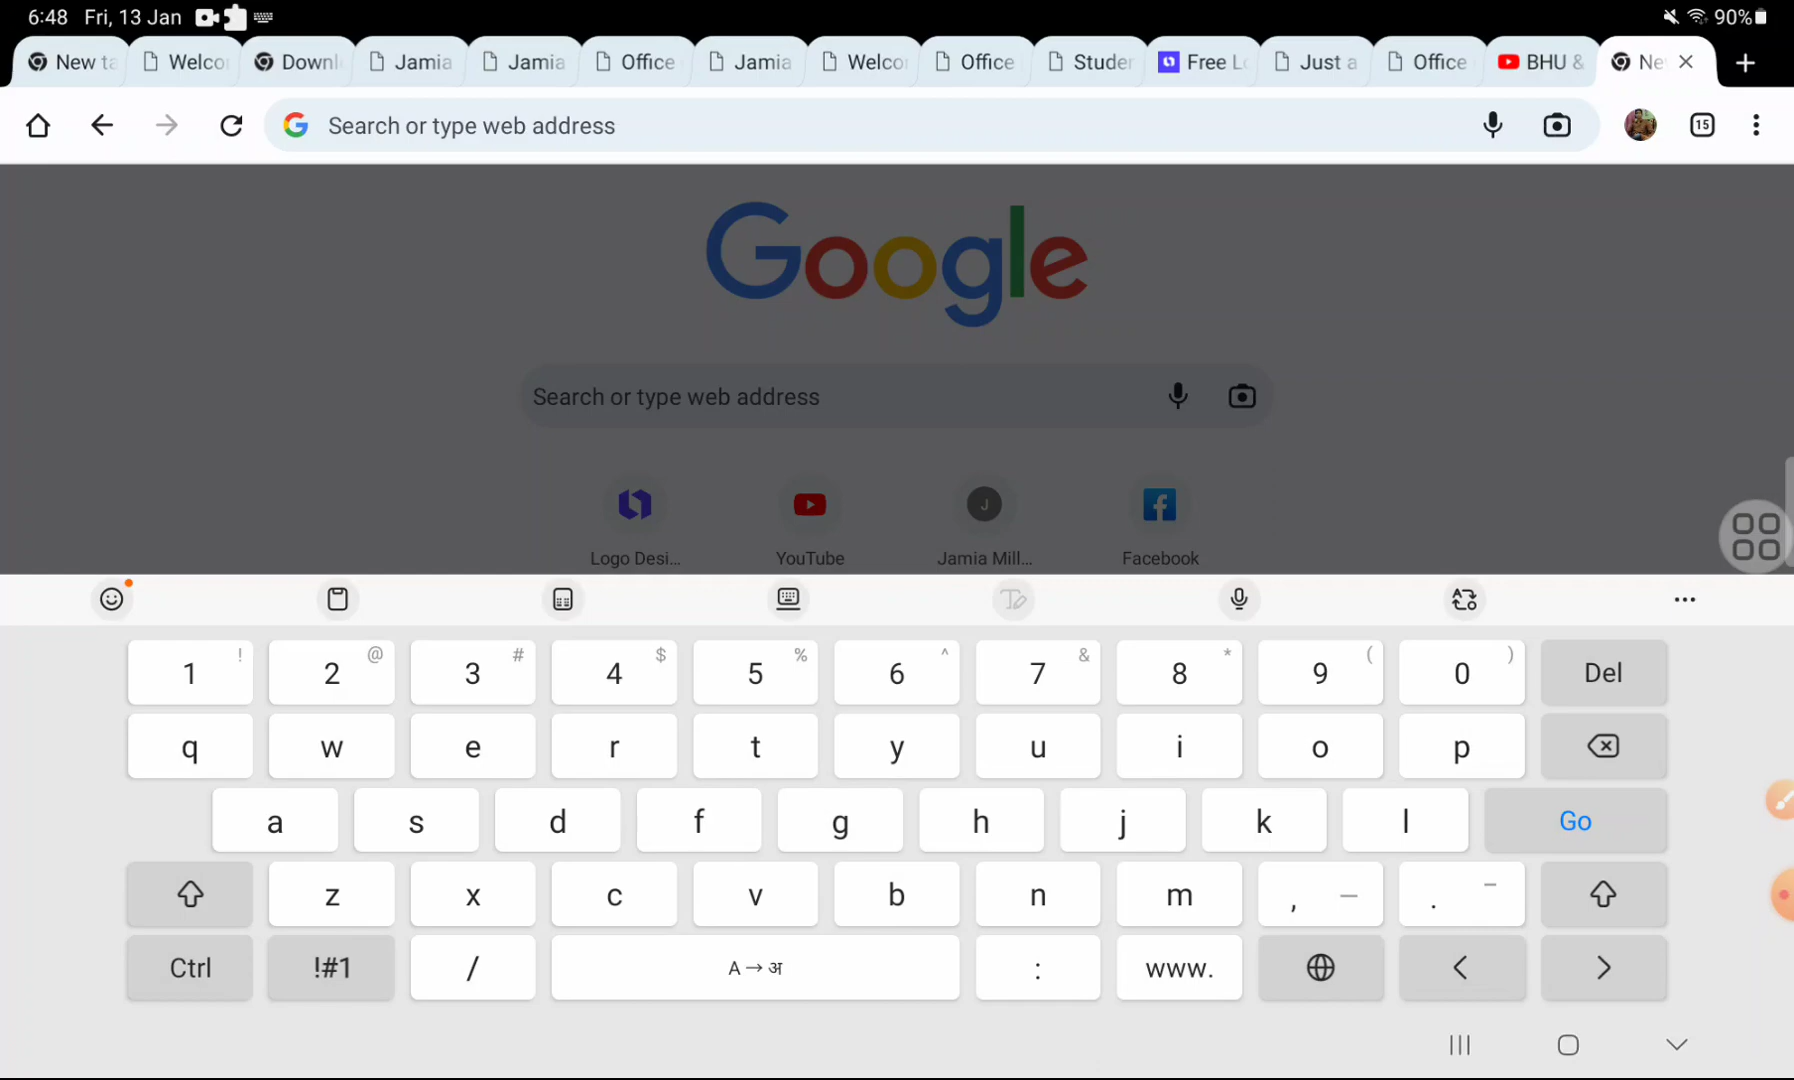 6:48 Fri, 13 Jan 90%
New ta Welco Downl Jamia Jamia Office Jamia Welco Office Studer Free Lo Just a Office BHU & Ne
Search or type web address 15
Google
Search or type web address
J
Logo Desi... YouTube Jamia Mill... Facebook
1 ! 2 @ 3 # 4 $ 5 % 6 ^ 7 & 8 * 9 ( 0 ) Del
q w e r t y u i o p
a s d f g h j k l Go
z x c v b n m , — . –
Ctrl !#1 / A → अ : www. < >